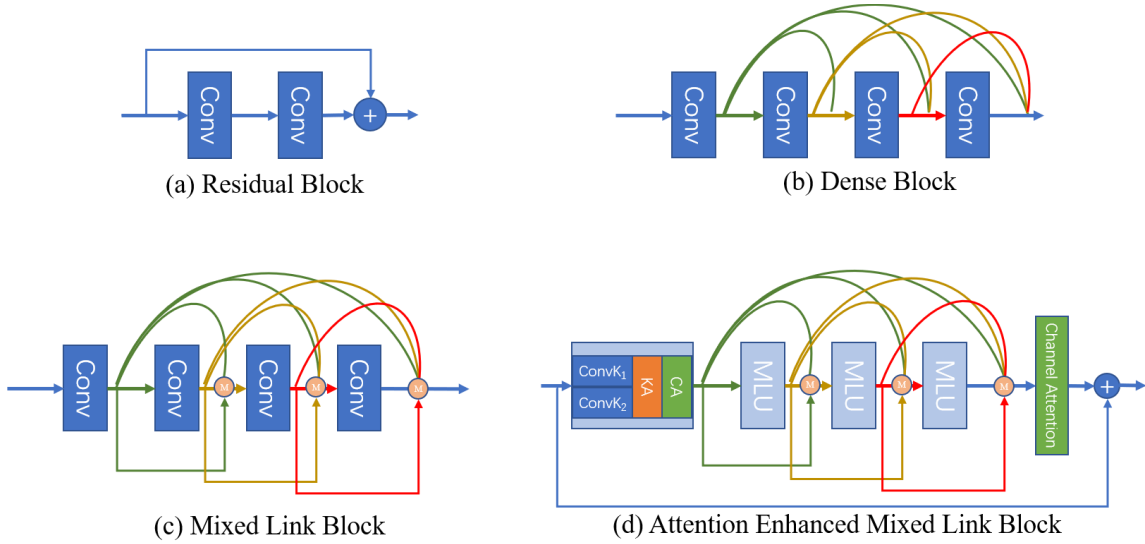 Conv
Conv
+
(a) Residual Block
Conv
Conv
Conv
Conv
(b) Dense Block
Conv
Conv
M
Conv
M
Conv
M
(c) Mixed Link Block
ConvK₁
ConvK₂
KA
CA
MLU
M
MLU
M
MLU
M
Channel Attention
+
(d) Attention Enhanced Mixed Link Block